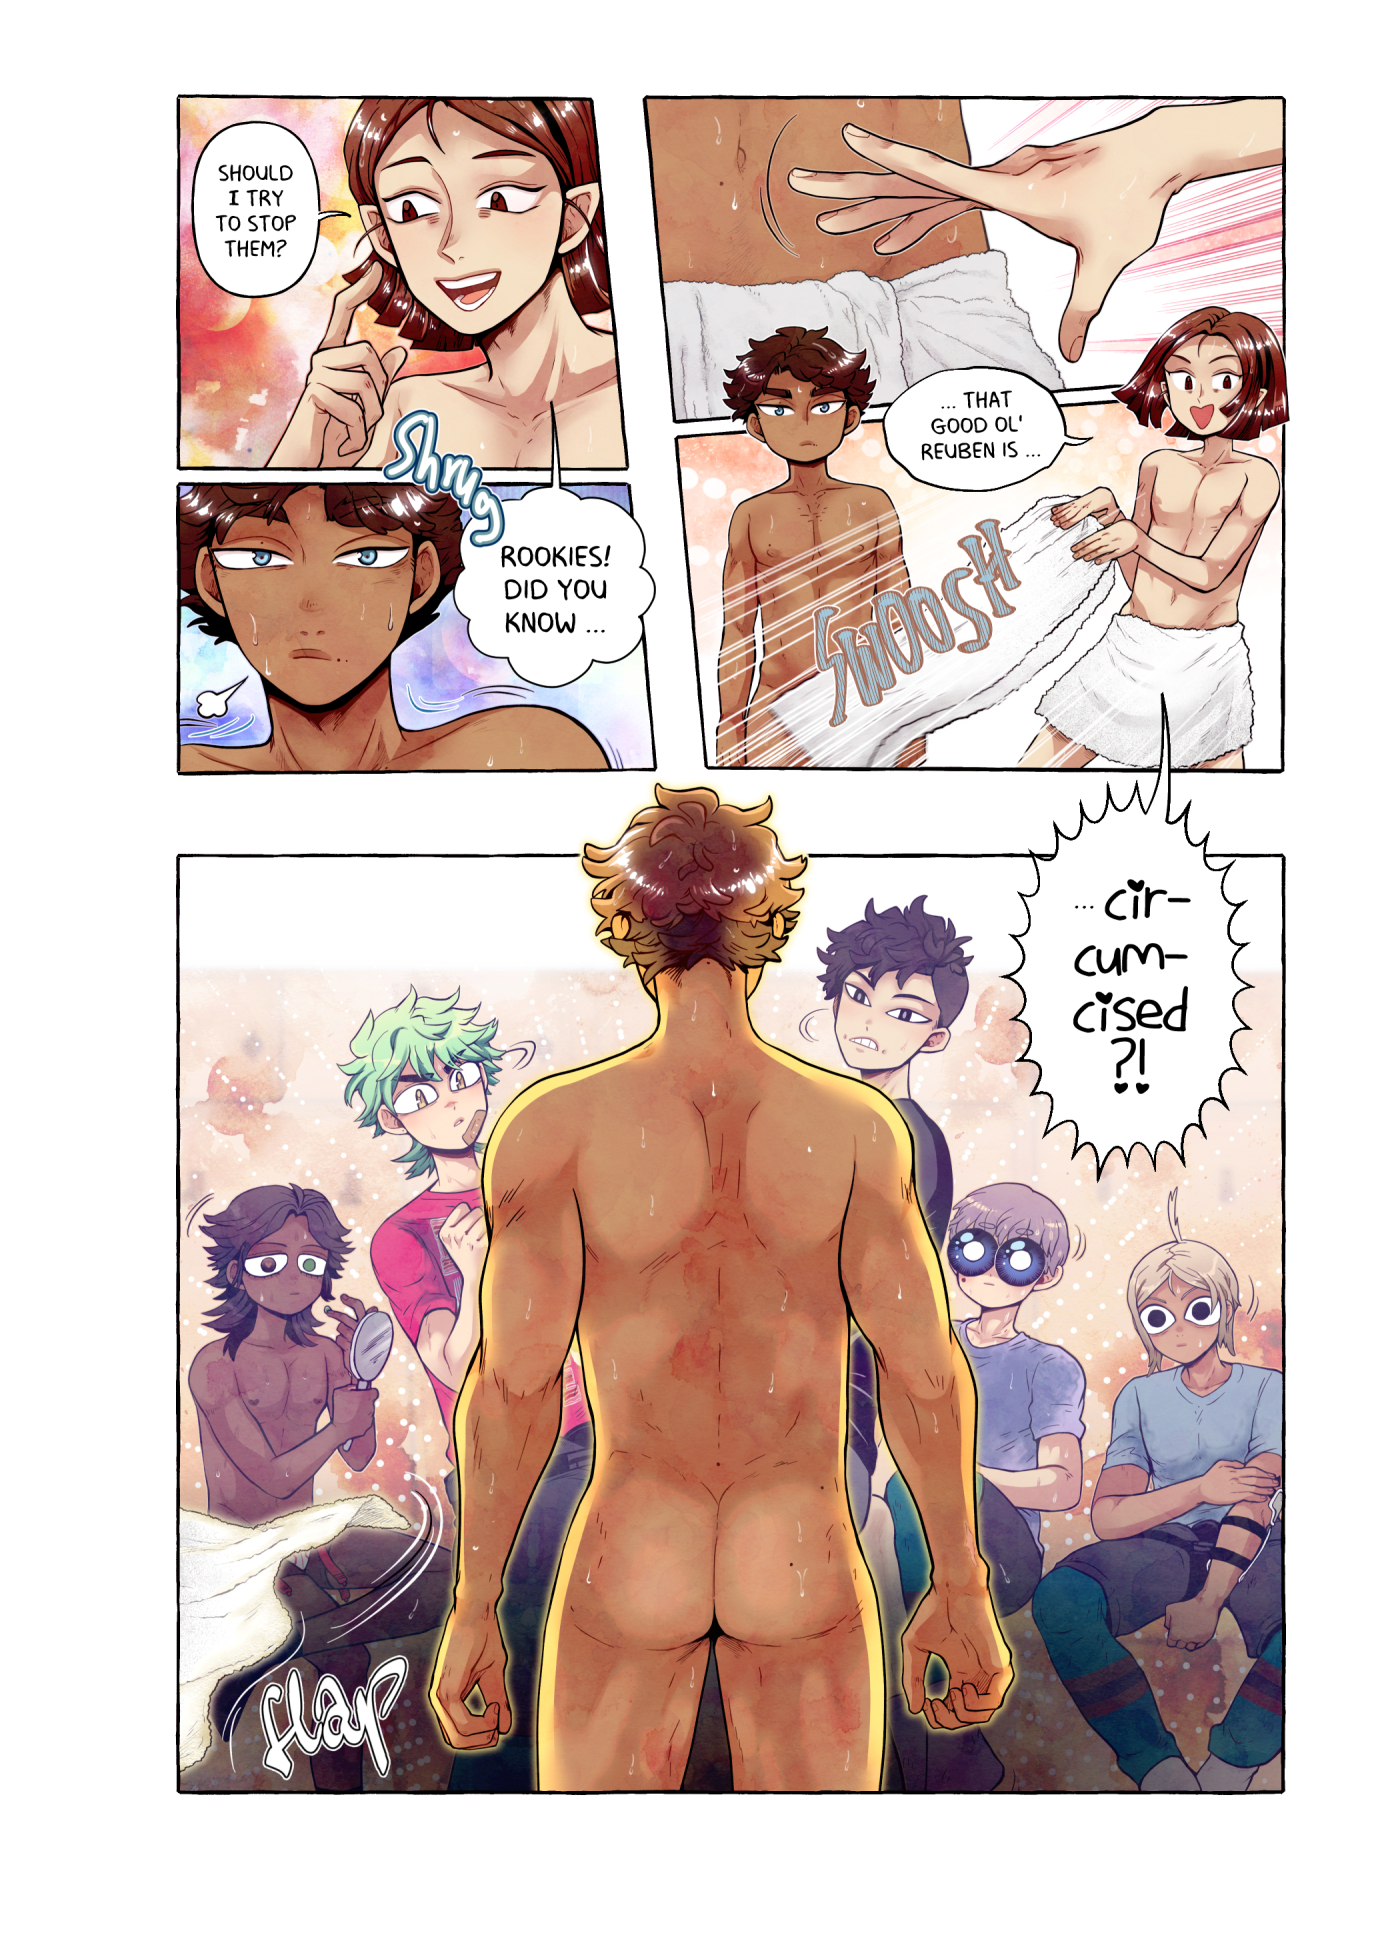 SHOULD
I TRY
TO STOP
THEM?
Shrug
ROOKIES!
DID YOU
KNOW ...
... THAT
GOOD OL'
REUBEN IS ...
SWOOSH
... cir-
cum-
cised
?!
slap